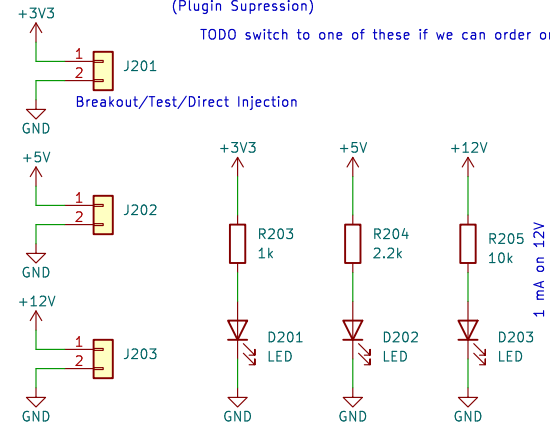 (Plugin Supression)
+3V3
TODO switch to one of these if we can order
1
2
J201
Breakout/Test/Direct Injection
GND
+5V
1
2
J202
GND
+12V
1
2
J203
GND
+3V3
R203
1k
D201
LED
GND
+5V
R204
2.2k
D202
LED
GND
+12V
R205
10k
1 mA on 12V
D203
LED
GND